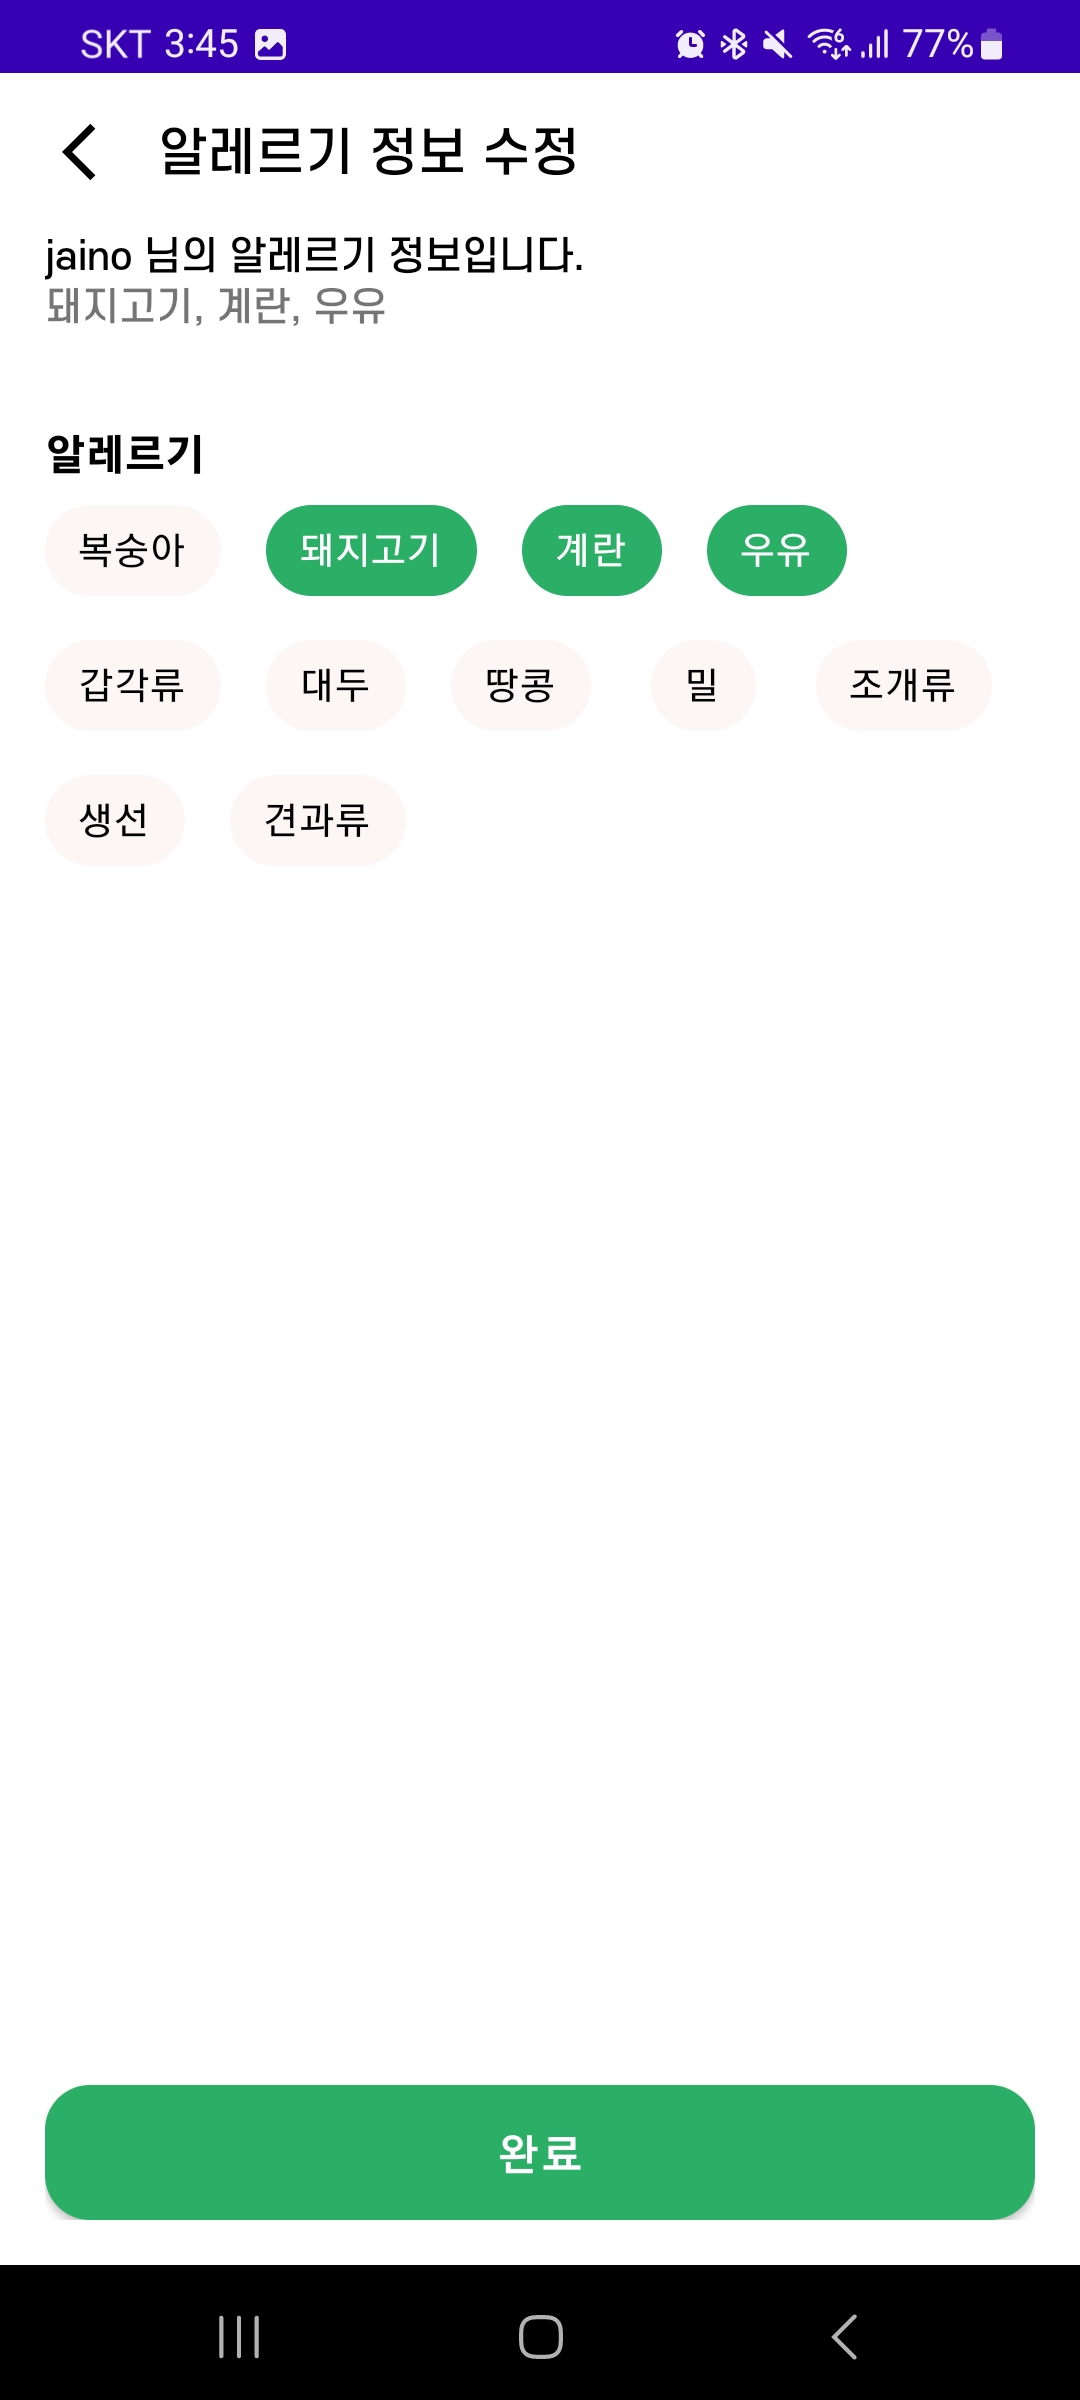 SKT 3:45 77%
알레르기 정보 수정
jaino 님의 알레르기 정보입니다.
돼지고기, 계란, 우유
알레르기
복숭아 돼지고기 계란 우유
갑각류 대두 땅콩 밀 조개류
생선 견과류
완료